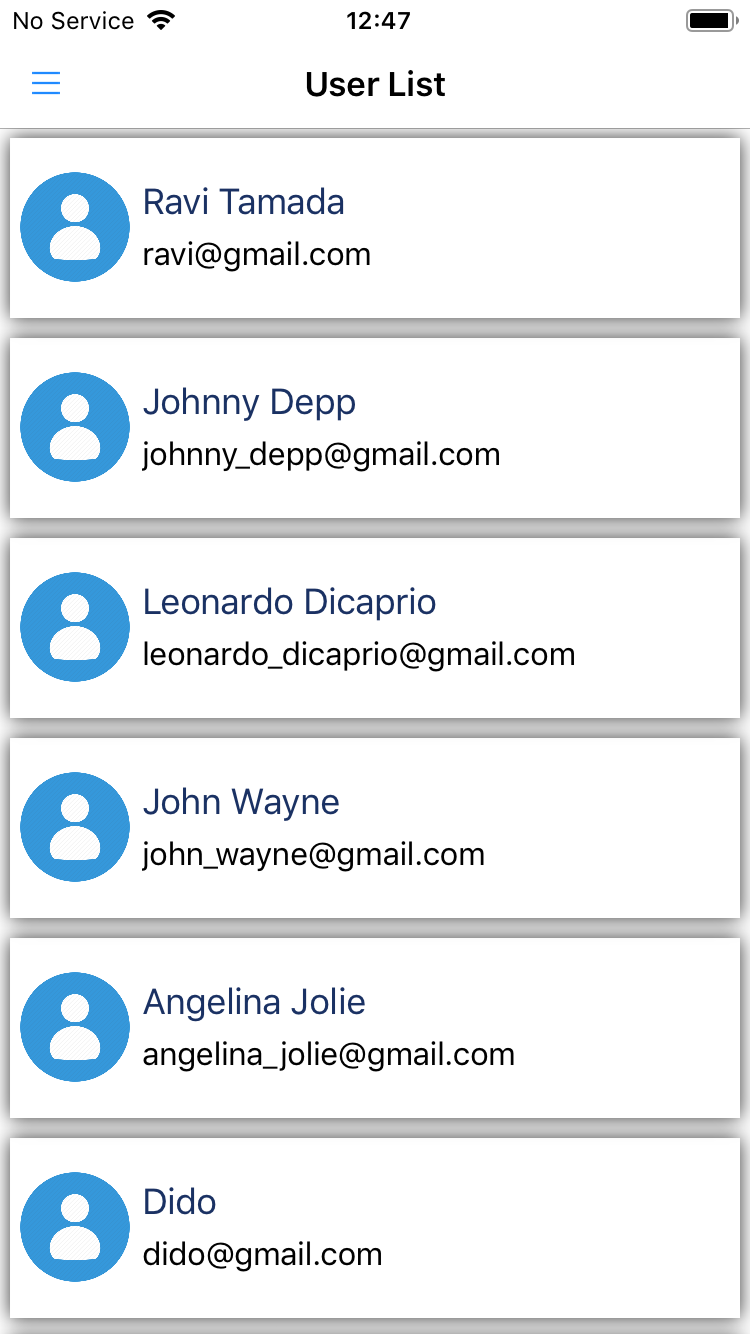 No Service 12:47
User List
Ravi Tamada
ravi@gmail.com
Johnny Depp
johnny_depp@gmail.com
Leonardo Dicaprio
leonardo_dicaprio@gmail.com
John Wayne
john_wayne@gmail.com
Angelina Jolie
angelina_jolie@gmail.com
Dido
dido@gmail.com